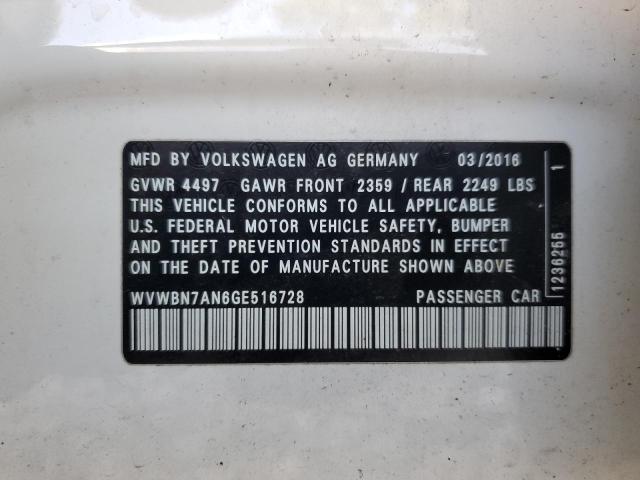 MFD BY VOLKSWAGEN AG GERMANY 03/2016
GVWR 4497 GAWR FRONT 2359 / REAR 2249 LBS
THIS VEHICLE CONFORMS TO ALL APPLICABLE
U.S. FEDERAL MOTOR VEHICLE SAFETY, BUMPER
AND THEFT PREVENTION STANDARDS IN EFFECT
ON THE DATE OF MANUFACTURE SHOWN ABOVE
WVWBN7AN6GE516728 PASSENGER CAR
1236255 1